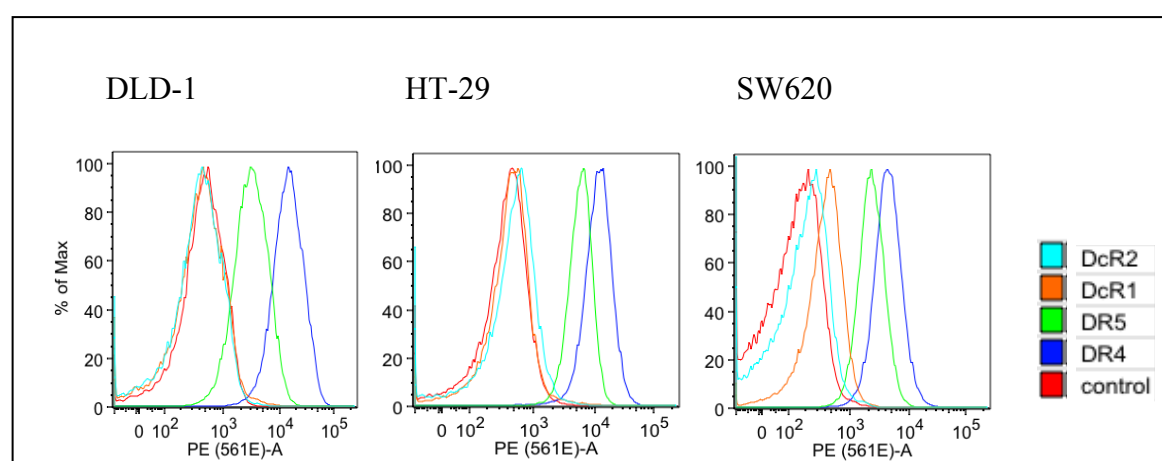 DLD-1 HT-29 SW620
100 100 100
80 80 80
60 60 60
40 40 40
20 20 20
0 0 0
% of Max
0 10² 10³ 10⁴ 10⁵ 0 10² 10³ 10⁴ 10⁵ 0 10² 10³ 10⁴ 10⁵
PE (561E)-A PE (561E)-A PE (561E)-A
DcR2
DcR1
DR5
DR4
control